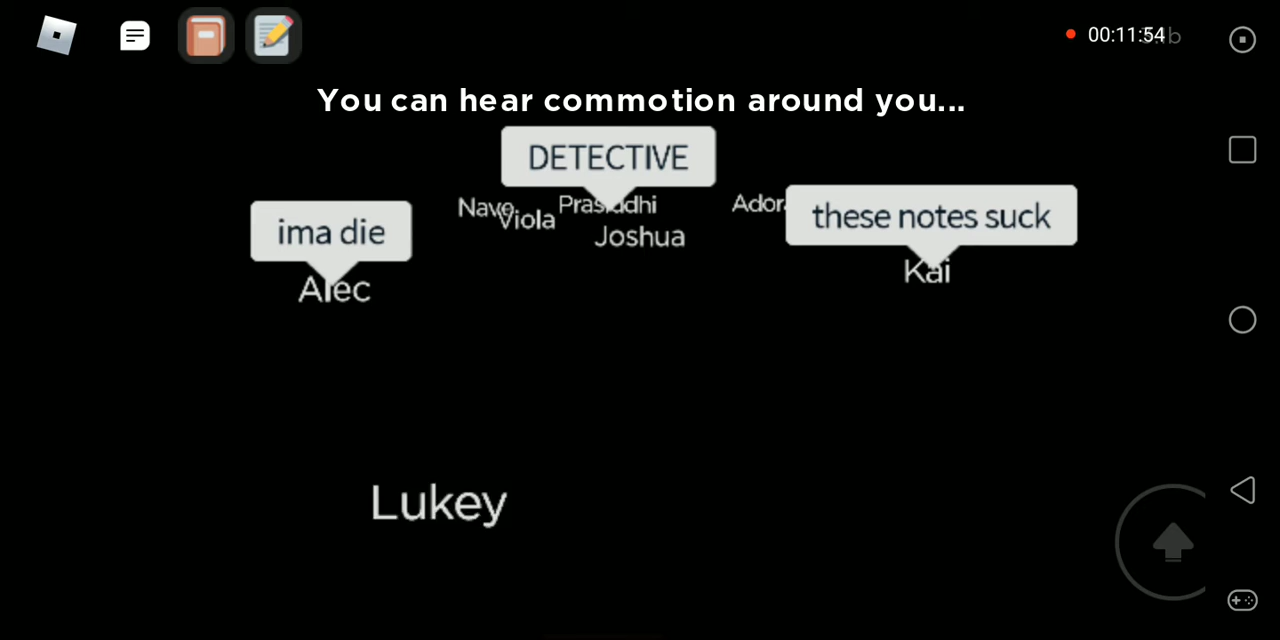 00:11:54
You can hear commotion around you...
DETECTIVE
ima die
these notes suck
Viola
Joshua
Alec
Kai
Lukey